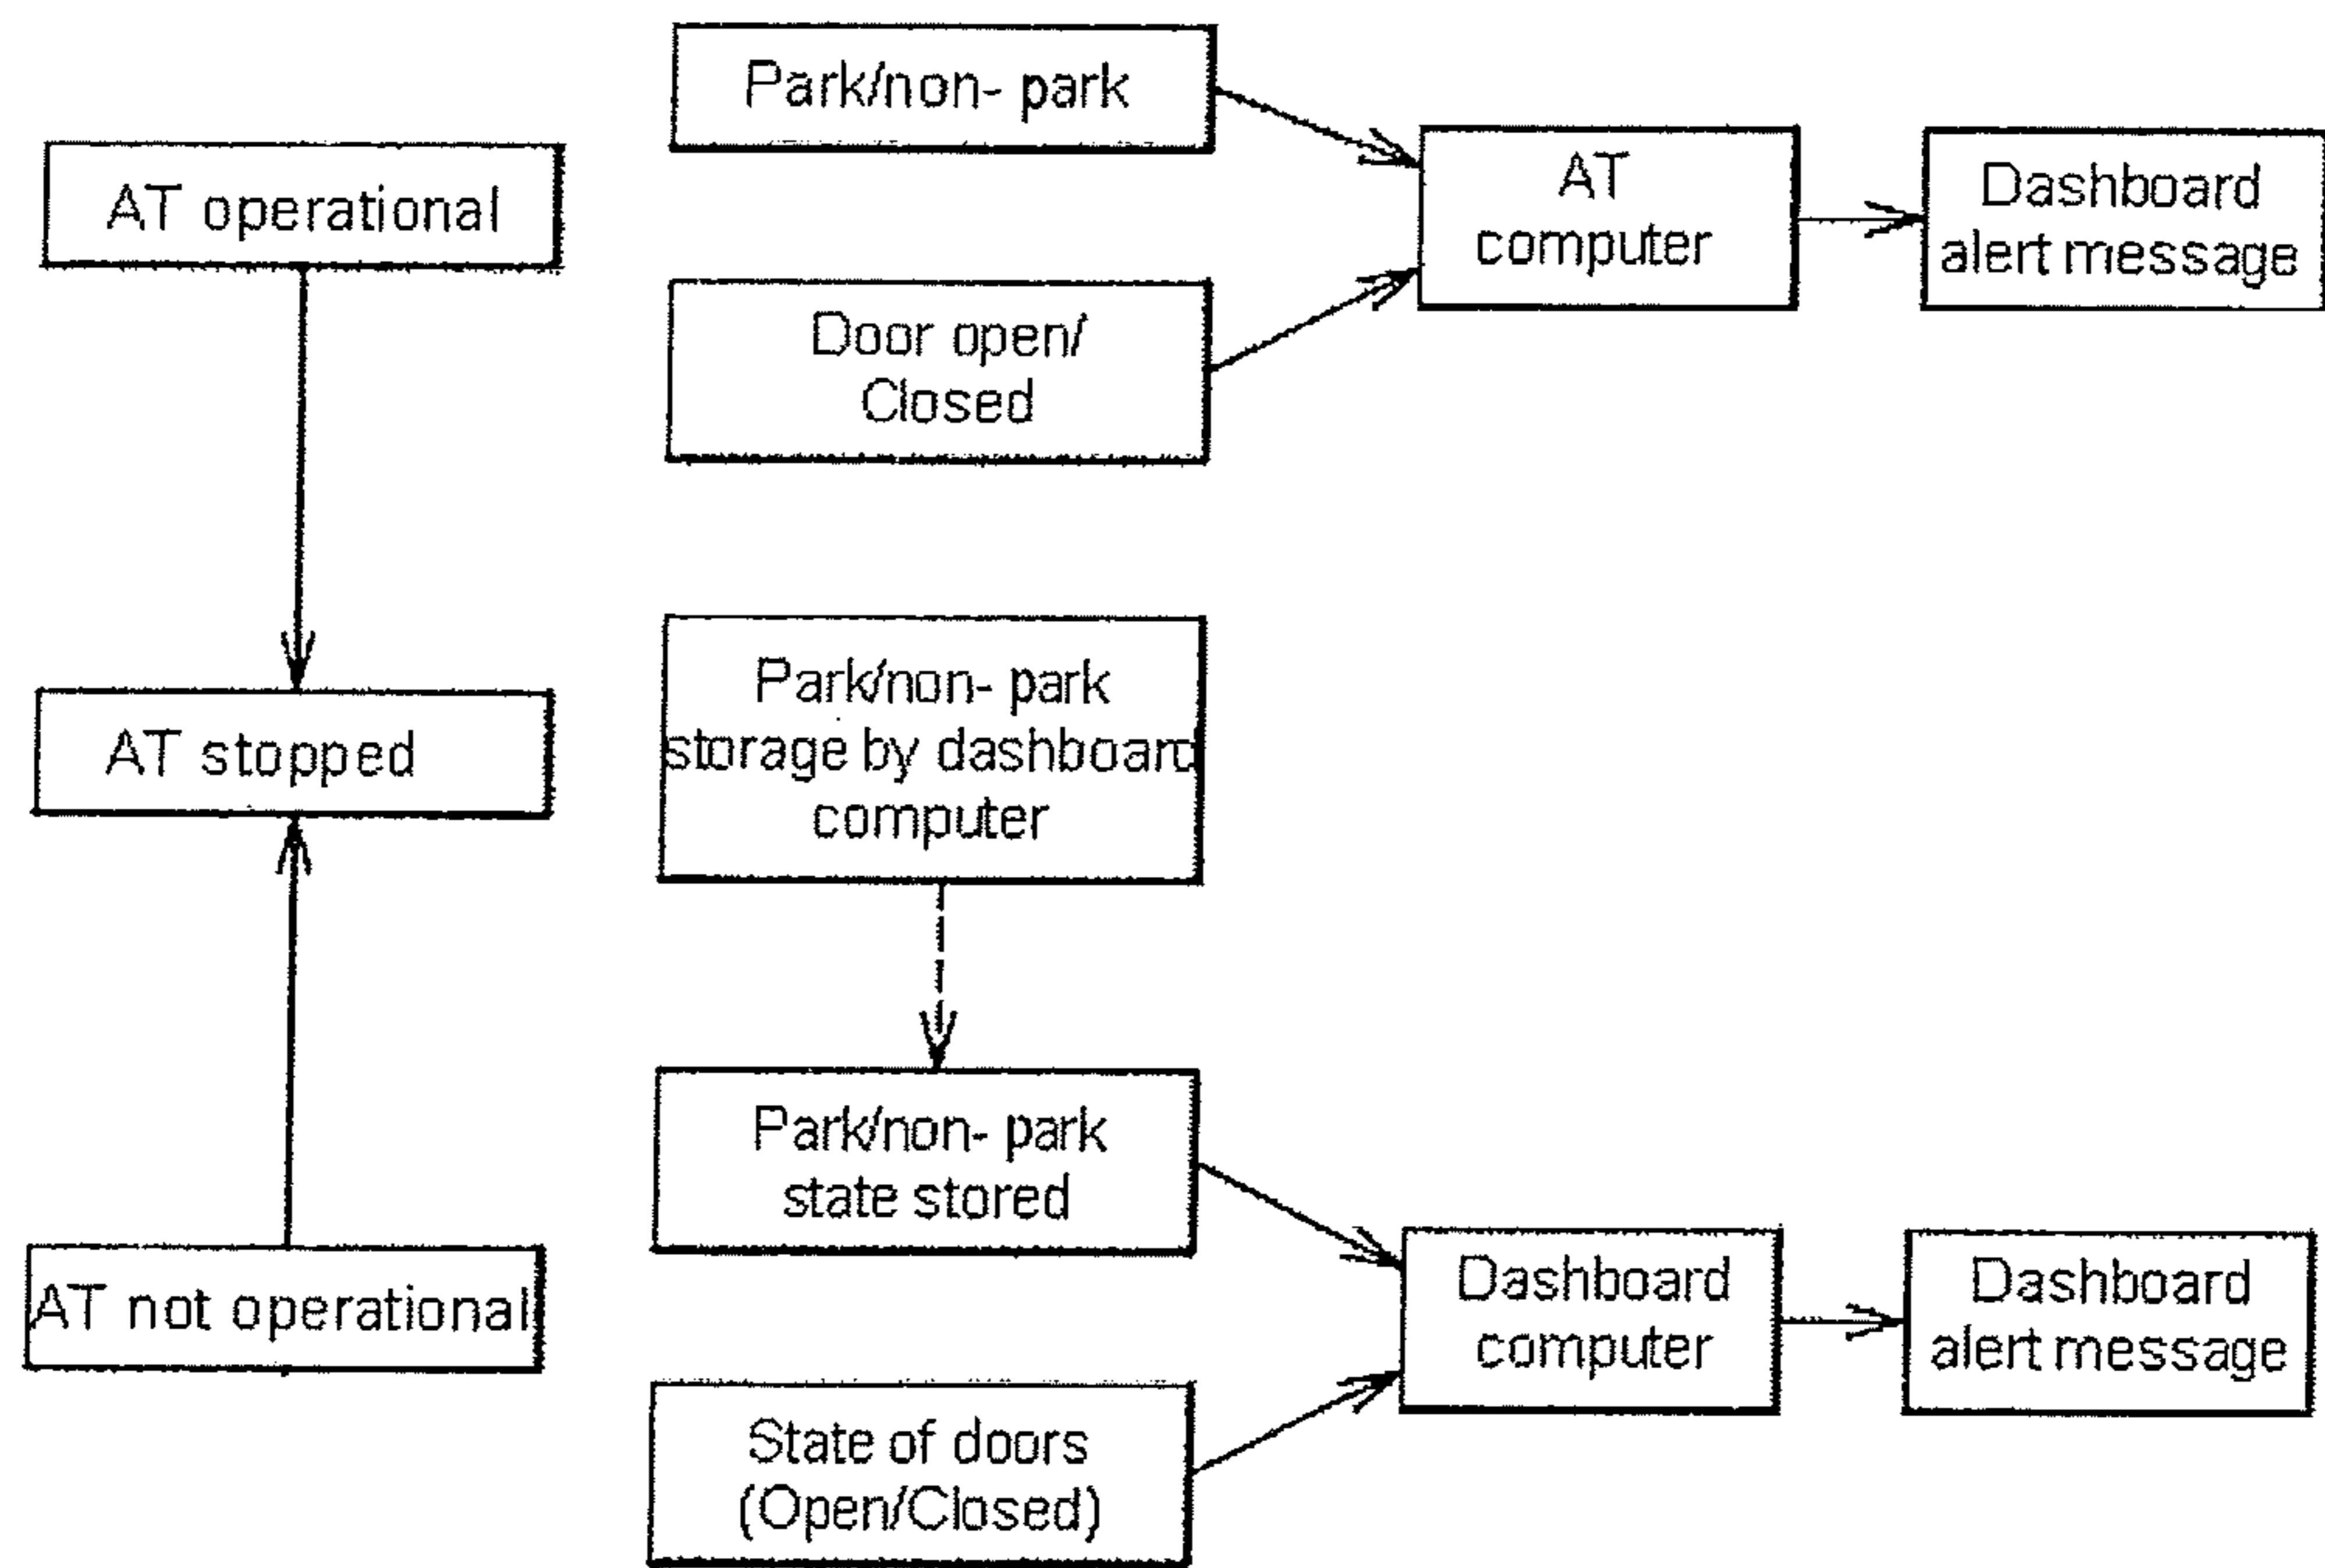 Park/non- park
AT operational
AT
computer
Dashboard
alert message
Door open/
Closed
Park/non- park
storage by dashboard
computer
AT stopped
Park/non- park
state stored
AT not operational
Dashboard
computer
Dashboard
alert message
State of doors
(Open/Closed)